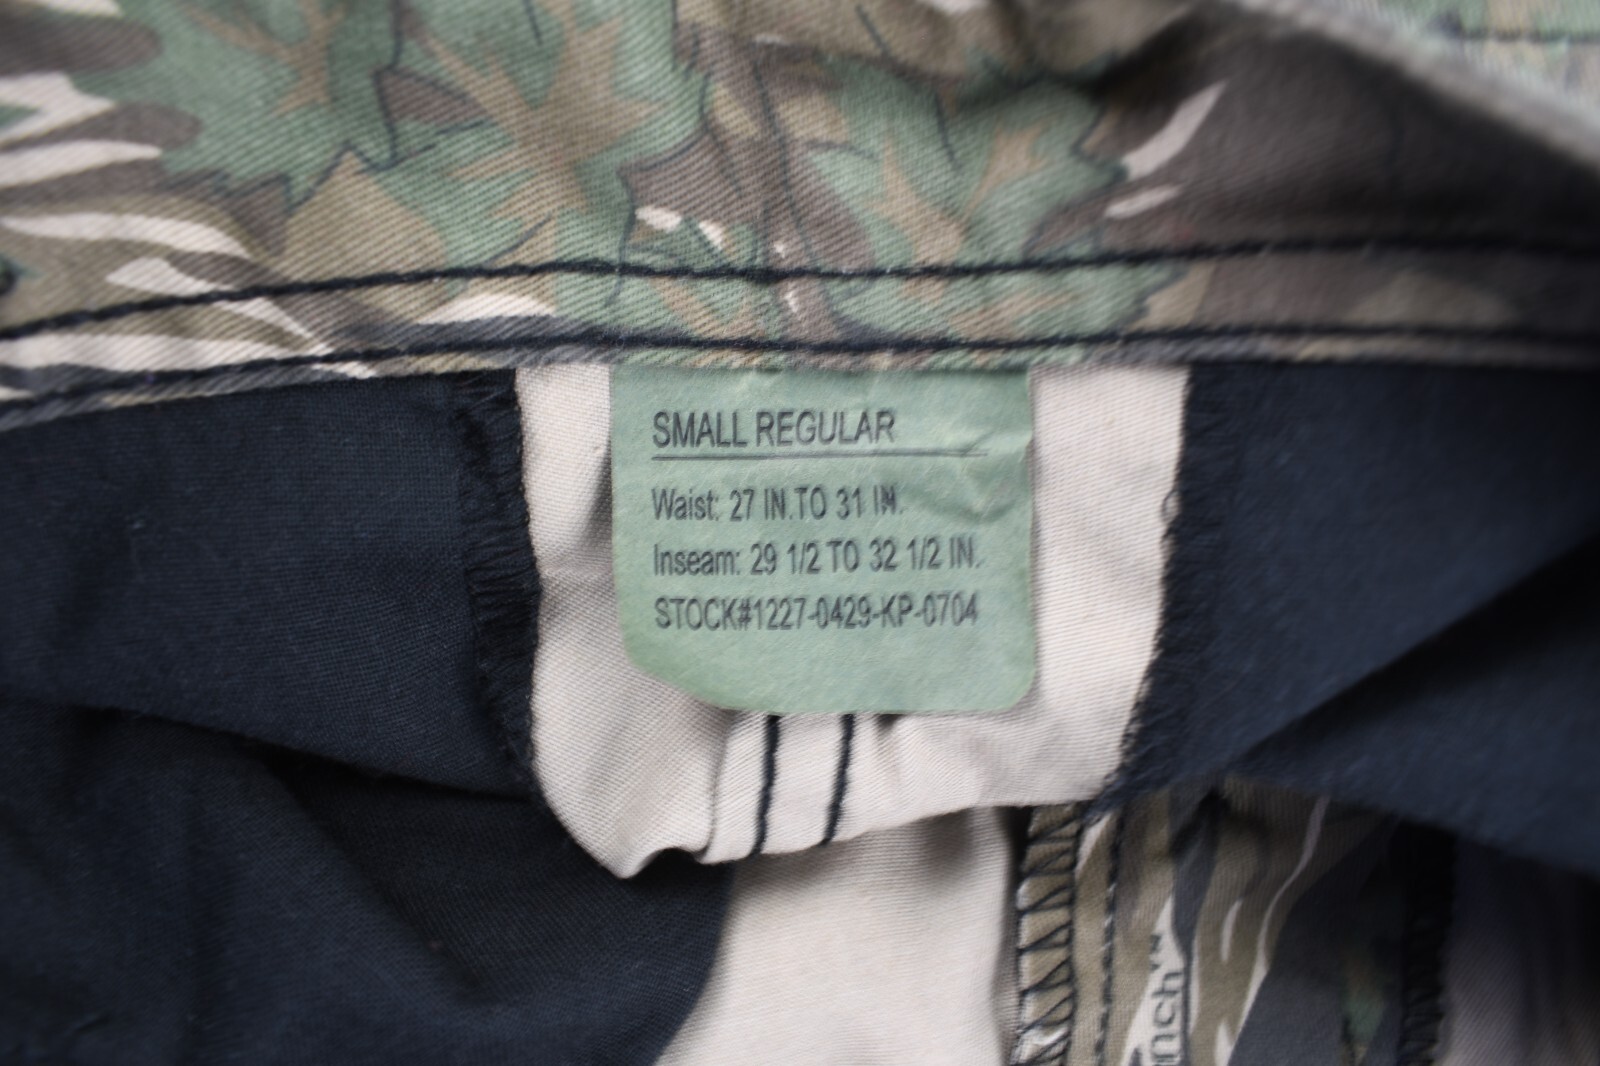 SMALL REGULAR
Waist: 27 IN.TO 31 IN.
Inseam: 29 1/2 TO 32 1/2 IN.
STOCK#1227-0429-KP-0704